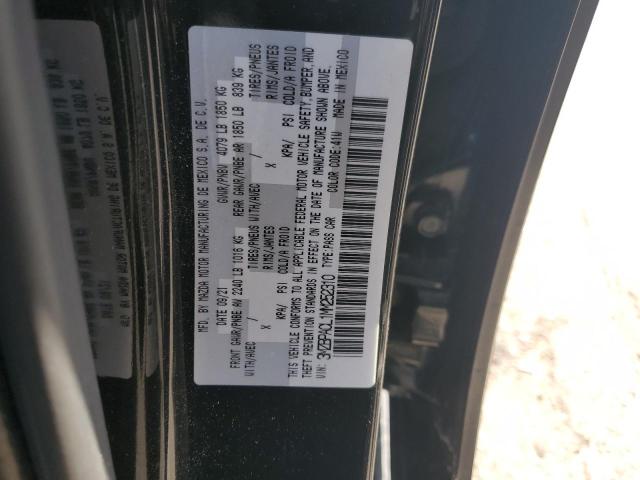 MFD. BY MAZDA MOTOR MANUFACTURING DE MEXICO S.A. DE C.V.
DATE 09/21 GVWR/PNBV 4079 LB 1850 KG
FRONT GAWR/PNBE AV 2240 LB 1016 KG REAR GAWR/PNBE AR 1850 LB 839 KG
WITH/AVEC / TIRES/PNEUS WITH/AVEC / TIRES/PNEUS
X RIMS/JANTES X RIMS/JANTES
KPA/ PSI COLD/A FROID KPA/ PSI COLD/A FROID
THIS VEHICLE CONFORMS TO ALL APPLICABLE FEDERAL MOTOR VEHICLE SAFETY, BUMPER, AND
THEFT PREVENTION STANDARDS IN EFFECT ON THE DATE OF MANUFACTURE SHOWN ABOVE.
VIN: 3MZBPACL1MM252310 TYPE:PASS CAR COLOR CODE:41W MADE IN MEXICO